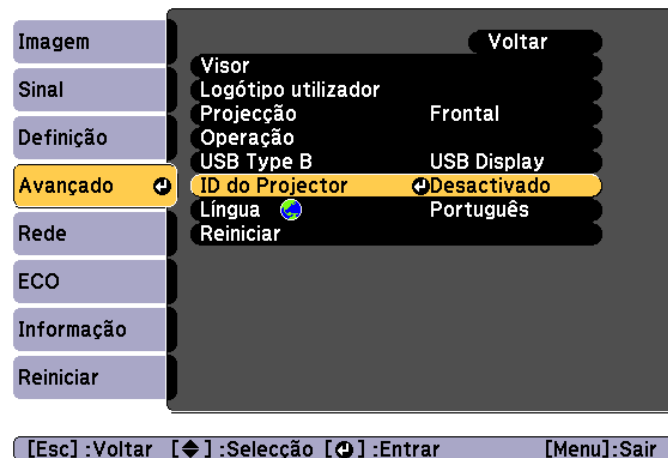 Imagem
Sinal
Definição
Avançado
Rede
ECO
Informação
Reiniciar
Voltar
Visor
Logótipo utilizador
Projecção Frontal
Operação
USB Type B USB Display
ID do Projector Desactivado
Língua Português
Reiniciar
[Esc] :Voltar [◆] :Selecção [↵] :Entrar [Menu]:Sair